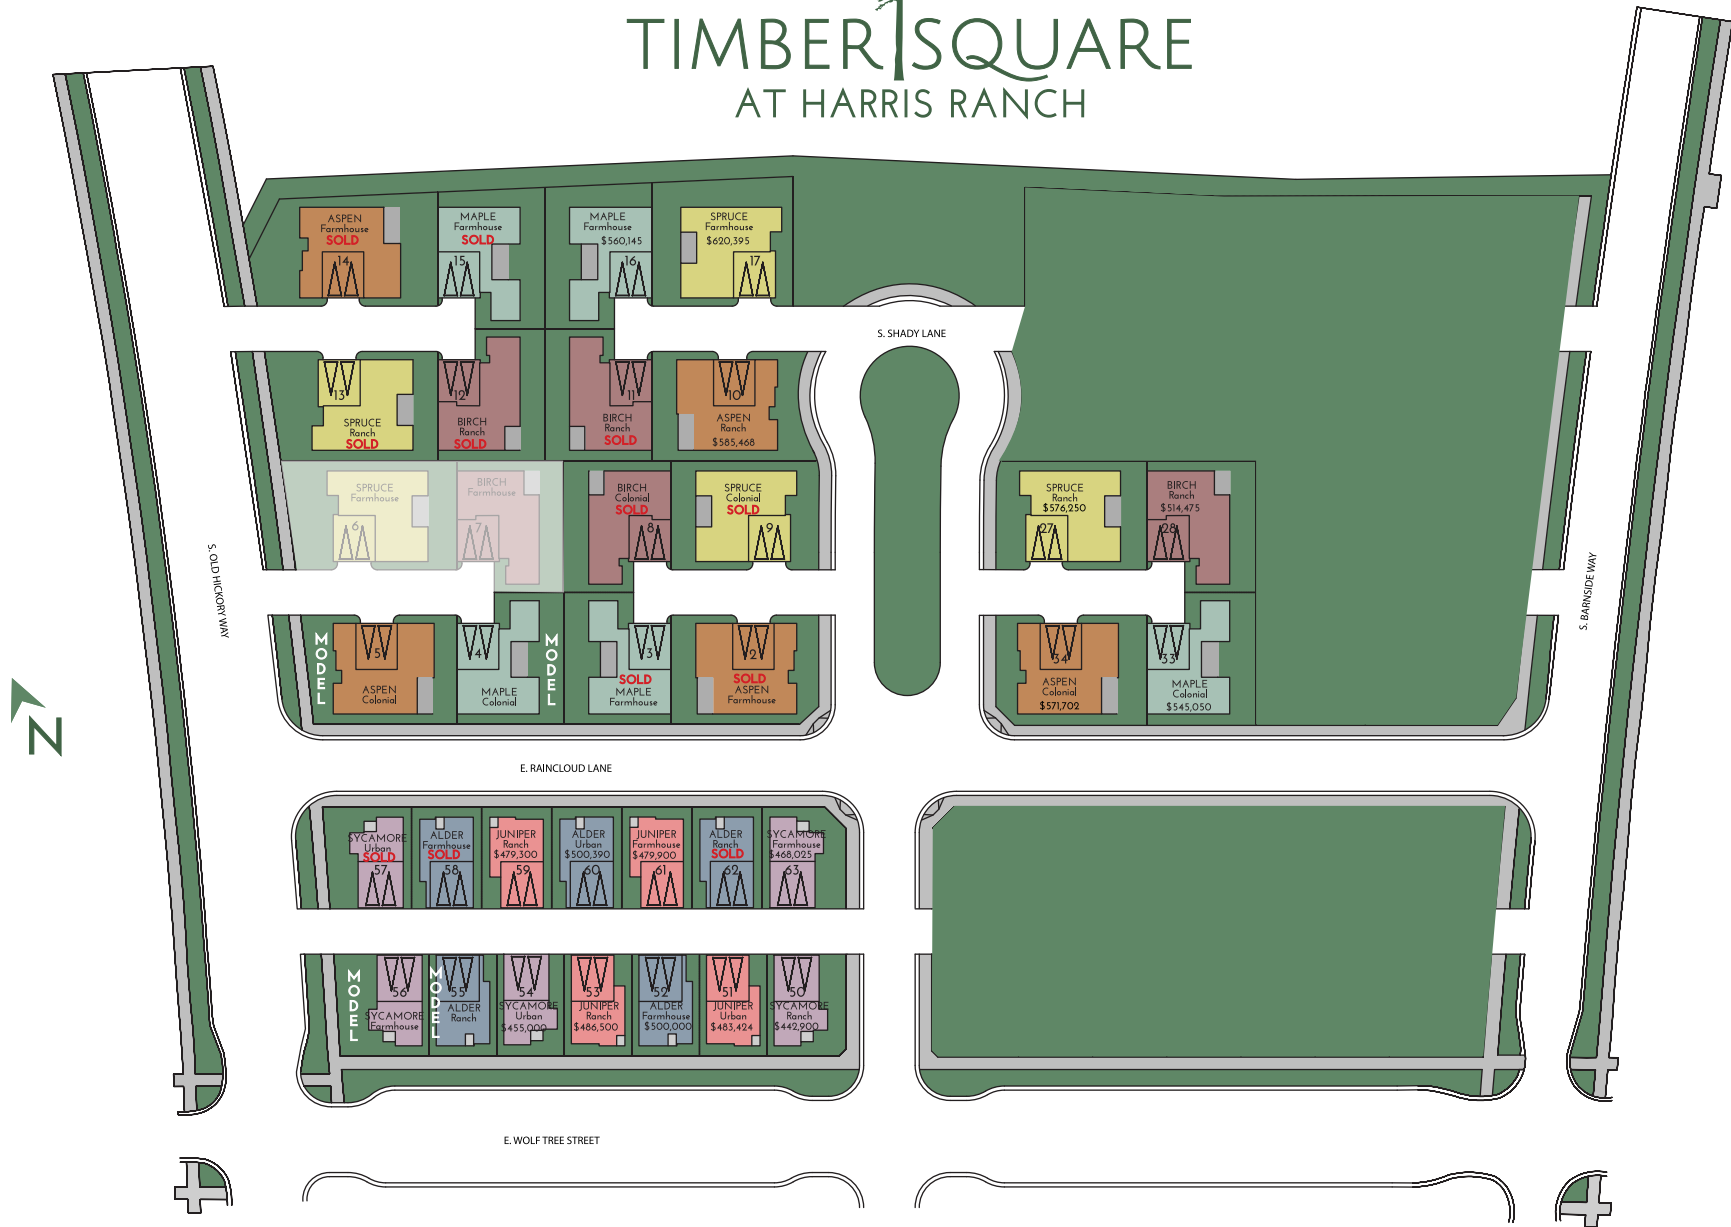 TIMBER SQUARE
AT HARRIS RANCH
ASPEN
Farmhouse
SOLD
14
MAPLE
Farmhouse
SOLD
15
MAPLE
Farmhouse
$560,145
16
SPRUCE
Farmhouse
$620,395
17
S. SHADY LANE
13
SPRUCE
Ranch
SOLD
12
BIRCH
Ranch
SOLD
11
BIRCH
Ranch
SOLD
10
ASPEN
Ranch
$585,468
SPRUCE
Farmhouse
6
BIRCH
Farmhouse
7
BIRCH
Colonial
SOLD
8
SPRUCE
Colonial
SOLD
9
SPRUCE
Ranch
$576,250
27
BIRCH
Ranch
$514,475
28
S. OLD HICKORY WAY
S. BARNSIDE WAY
MODEL
5
ASPEN
Colonial
4
MAPLE
Colonial
MODEL
3
SOLD
MAPLE
Farmhouse
2
SOLD
ASPEN
Farmhouse
34
ASPEN
Colonial
$571,702
33
MAPLE
Colonial
$545,050
N
E. RAINCLOUD LANE
SYCAMORE
Urban
SOLD
57
ALDER
Farmhouse
SOLD
58
JUNIPER
Ranch
$479,300
59
ALDER
Urban
$500,390
60
JUNIPER
Farmhouse
$479,900
61
ALDER
Ranch
SOLD
62
SYCAMORE
Farmhouse
$468,025
63
MODEL
56
SYCAMORE
Farmhouse
MODEL
55
ALDER
Ranch
54
SYCAMORE
Urban
$455,000
53
JUNIPER
Ranch
$486,500
52
ALDER
Farmhouse
$500,000
51
JUNIPER
Urban
$483,424
50
SYCAMORE
Ranch
$442,900
E. WOLF TREE STREET